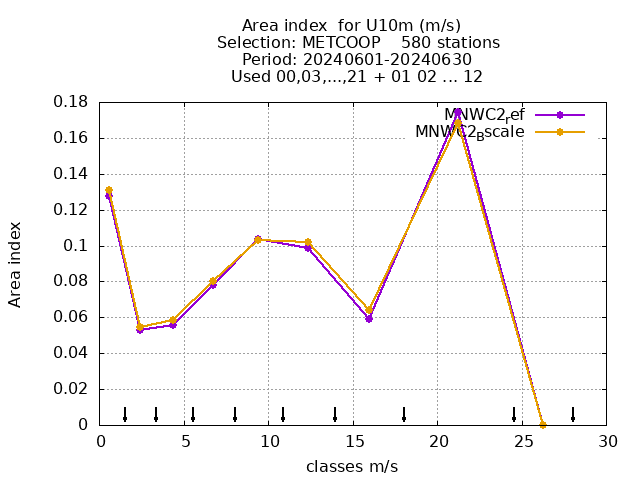 Area index  for U10m (m/s)
Selection: METCOOP    580 stations
Period: 20240601-20240630
Used 00,03,...,21 + 01 02 ... 12
MNWC2ref
MNWC2Bscale
0.18
0.16
0.14
0.12
0.1
0.08
0.06
0.04
0.02
0
Area index
0 5 10 15 20 25 30
classes m/s